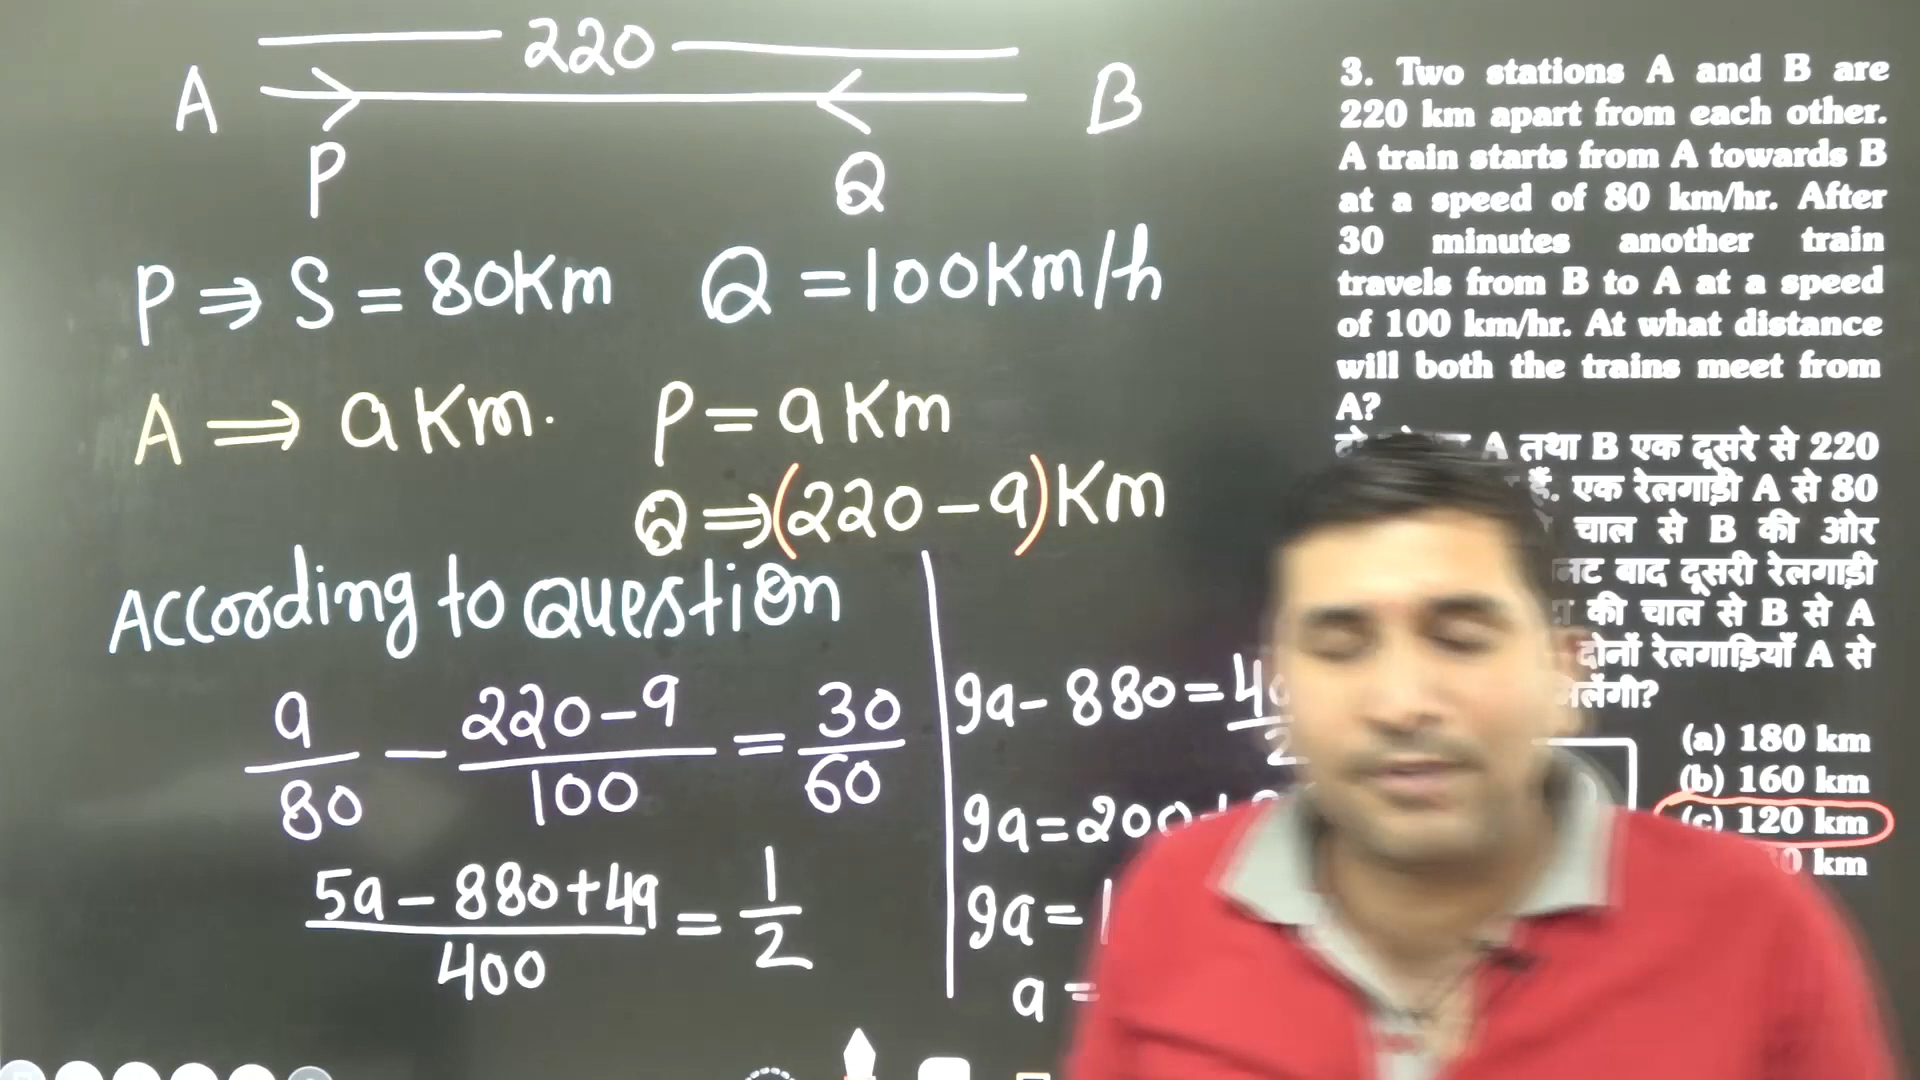 220
A B
P Q
P ⇒ S = 80Km Q = 100Km/h
A ⇒ aKm. P = aKm
Q ⇒ (220 - a) Km
According to Question
a/80 - 220-a/100 = 30/60
5a - 880 + 4a/400 = 1/2
9a - 880 =
9a = 200
9a =
a =
3. Two stations A and B are
220 km apart from each other.
A train starts from A towards B
at a speed of 80 km/hr. After
30 minutes another train
travels from B to A at a speed
of 100 km/hr. At what distance
will both the trains meet from
A?
A तथा B एक दूसरे से 220
हैं. एक रेलगाड़ी A से 80
चाल से B की ओर
बाद दूसरी रेलगाड़ी
की चाल से B से A
दोनों रेलगाड़ियाँ A से
(a) 180 km
(b) 160 km
(c) 120 km
km